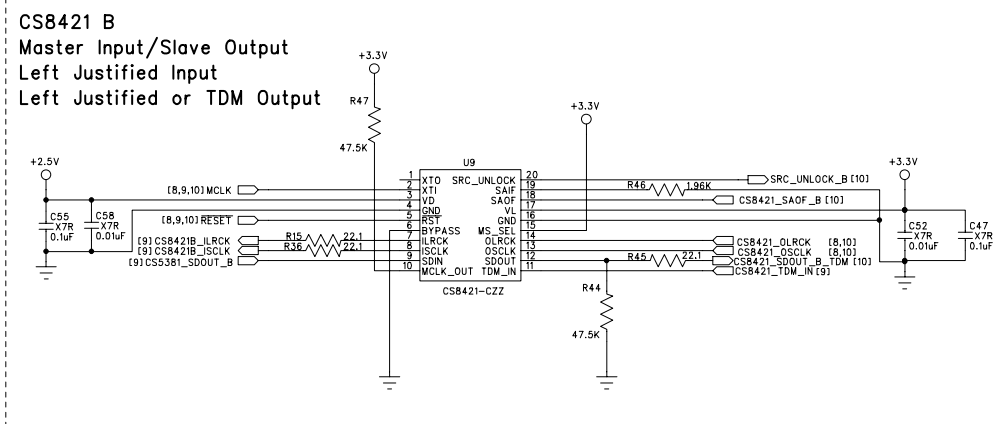 CS8421 B
Master Input/Slave Output
Left Justified Input
Left Justified or TDM Output
+3.3V
R47
47.5K
+3.3V
+2.5V
+3.3V
U9
1 XTO SRC_UNLOCK 20
2 XTI SAIF 19
3 VD SAOF 18
4 GND VL 17
5 RST GND 16
6 BYPASS MS_SEL 15
7 ILRCK OLRCK 14
8 ISCLK OSCLK 13
9 SDIN SDOUT 12
10 MCLK_OUT TDM_IN 11
CS8421-CZZ
[8,9,10] MCLK
C55
X7R
0.1uF
C58
X7R
0.01uF
[8,9,10] RESET
[9] CS8421B_ILRCK R15 22.1
[9] CS8421B_ISCLK R36 22.1
[9] CS5381_SDOUT_B
SRC_UNLOCK_B [10]
R46 1.96K
CS8421_SAOF_B [10]
C52
X7R
0.01uF
C47
X7R
0.1uF
CS8421_OLRCK [8,10]
CS8421_OSCLK [8,10]
R45 22.1 CS8421_SDOUT_B_TDM [10]
CS8421_TDM_IN [9]
R44
47.5K